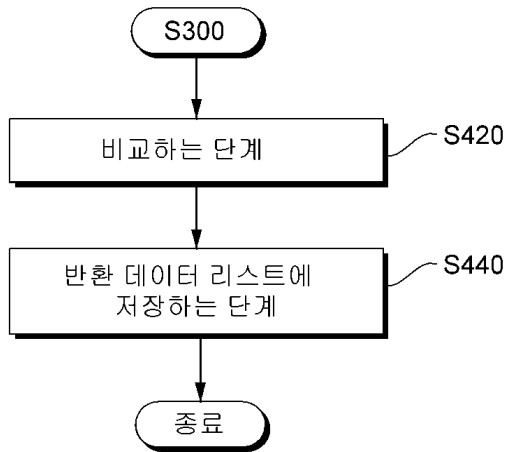 S300
비교하는 단계
S420
반환 데이터 리스트에
저장하는 단계
S440
종료